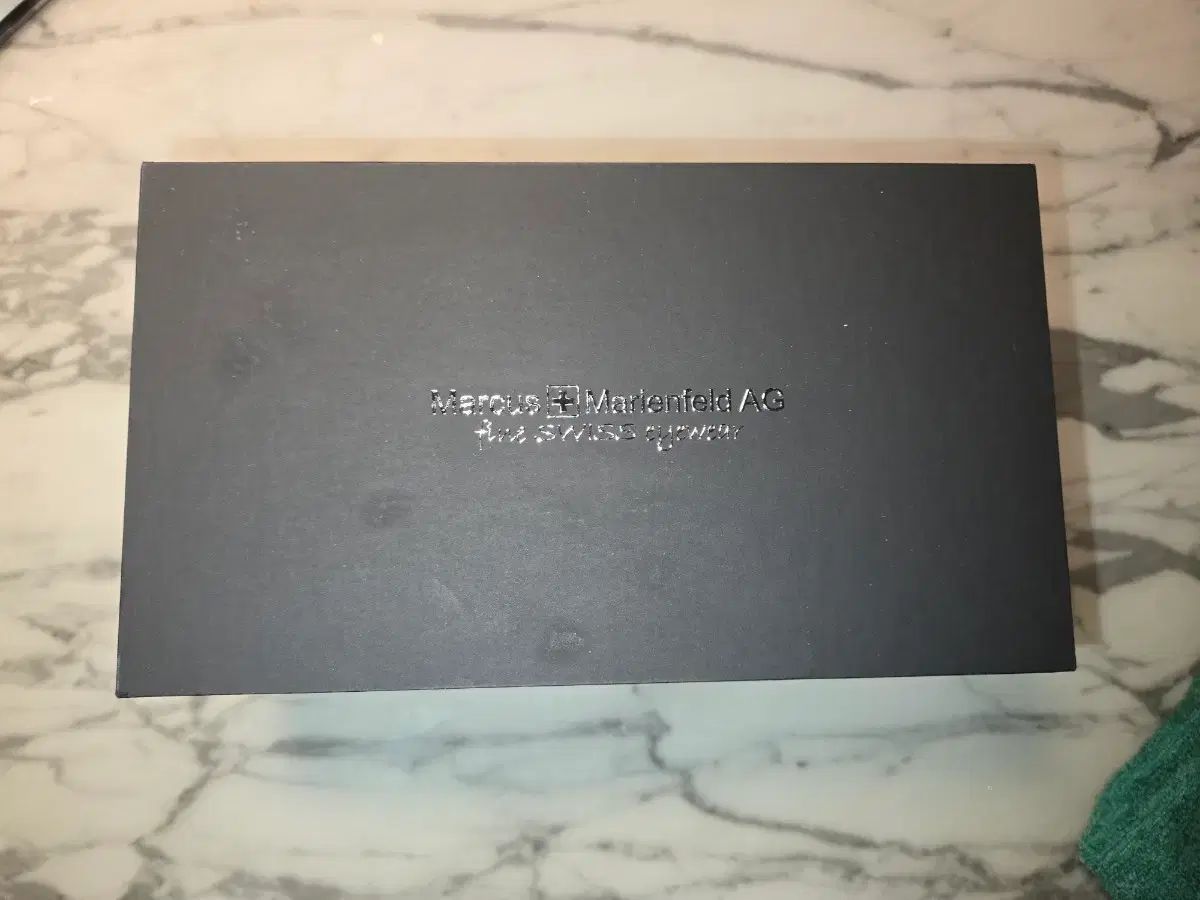 Marcus + Marienfeld AG
fine SWISS eyewear